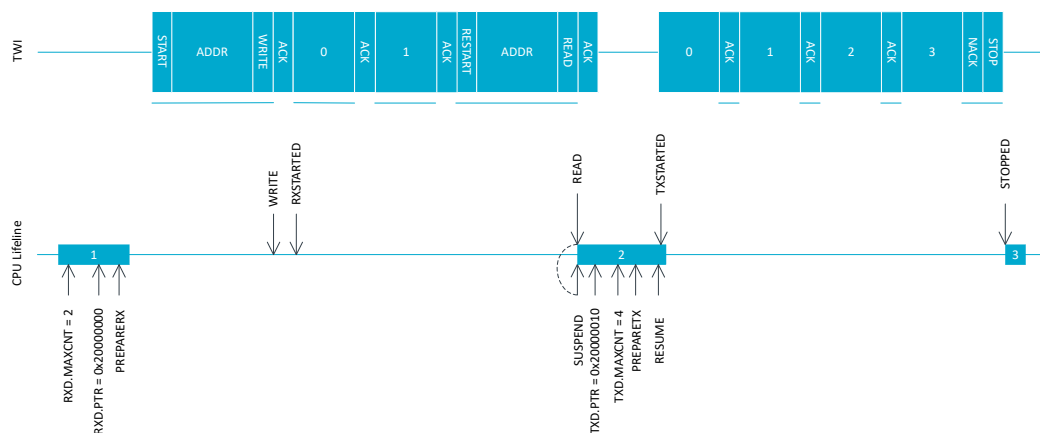 TWI
START
ADDR
WRITE
ACK
0
ACK
1
ACK
RESTART
ADDR
READ
ACK
0
ACK
1
ACK
2
ACK
3
NACK
STOP
CPU Lifeline
WRITE
RXSTARTED
READ
TXSTARTED
STOPPED
1
2
3
RXD.MAXCNT = 2
RXD.PTR = 0x20000000
PREPARERX
SUSPEND
TXD.PTR = 0x20000010
TXD.MAXCNT = 4
PREPARETX
RESUME